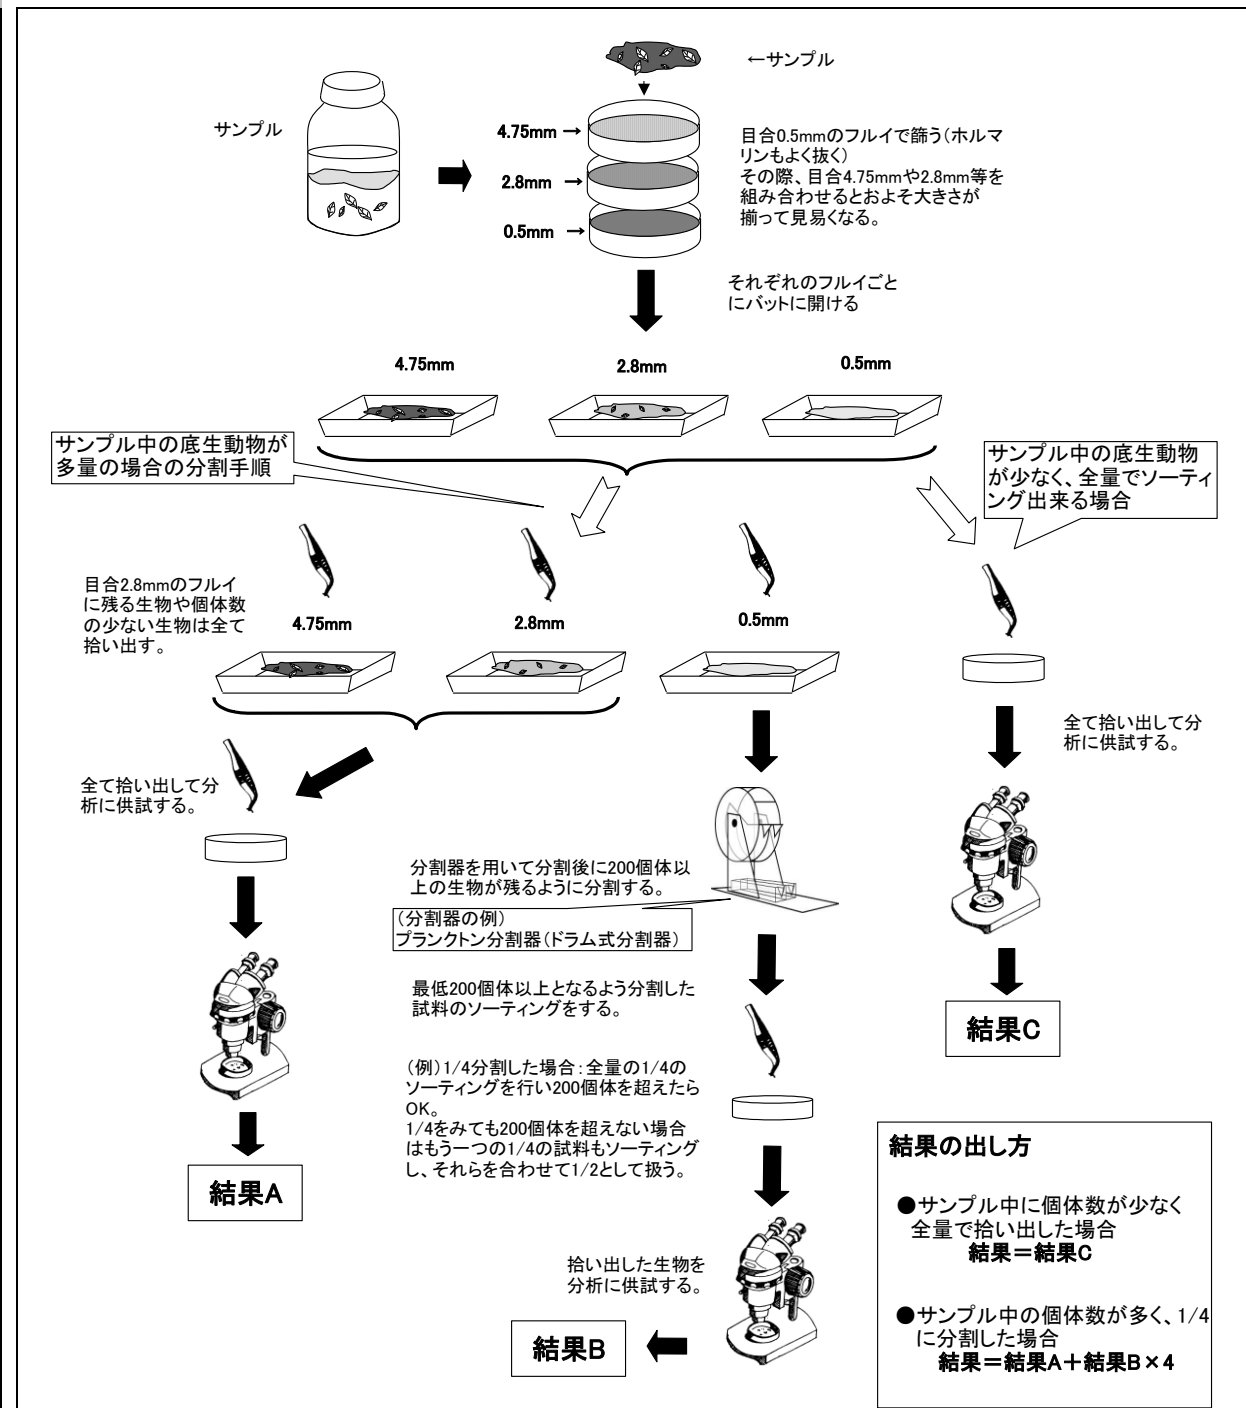 ←サンプル
サンプル
4.75mm →
2.8mm →
0.5mm →
目合0.5mmのフルイで篩う(ホルマ
リンもよく抜く)
その際、目合4.75mmや2.8mm等を
組み合わせるとおよそ大きさが
揃って見易くなる。
それぞれのフルイごと
にバットに開ける
4.75mm
2.8mm
0.5mm
サンプル中の底生動物が
多量の場合の分割手順
サンプル中の底生動物
が少なく、全量でソーティ
ング出来る場合
目合2.8mmのフルイ
に残る生物や個体数
の少ない生物は全て
拾い出す。
4.75mm
2.8mm
0.5mm
全て拾い出して分
析に供試する。
全て拾い出して分
析に供試する。
分割器を用いて分割後に200個体以
上の生物が残るように分割する。
(分割器の例)
プランクトン分割器(ドラム式分割器)
最低200個体以上となるよう分割した
試料のソーティングをする。
(例)1/4分割した場合:全量の1/4の
ソーティングを行い200個体を超えたら
OK。
1/4をみても200個体を超えない場合
はもう一つの1/4の試料もソーティング
し、それらを合わせて1/2として扱う。
結果C
結果A
拾い出した生物を
分析に供試する。
結果B
結果の出し方
●サンプル中に個体数が少なく
全量で拾い出した場合
結果=結果C
●サンプル中の個体数が多く、1/4
に分割した場合
結果=結果A+結果B×4